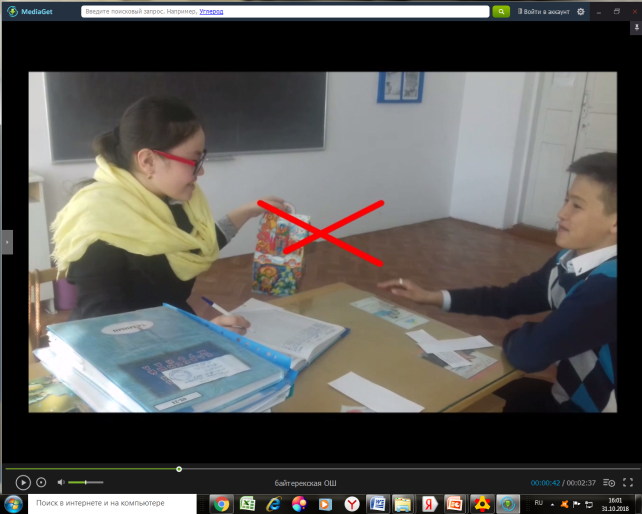 MediaGet
Введите поисковый запрос. Например, Углерод
Войти в аккаунт
байтерекская ОШ
00:00:42 / 00:02:37
Поиск в интернете и на компьютере
RU
16:01
31.10.2018